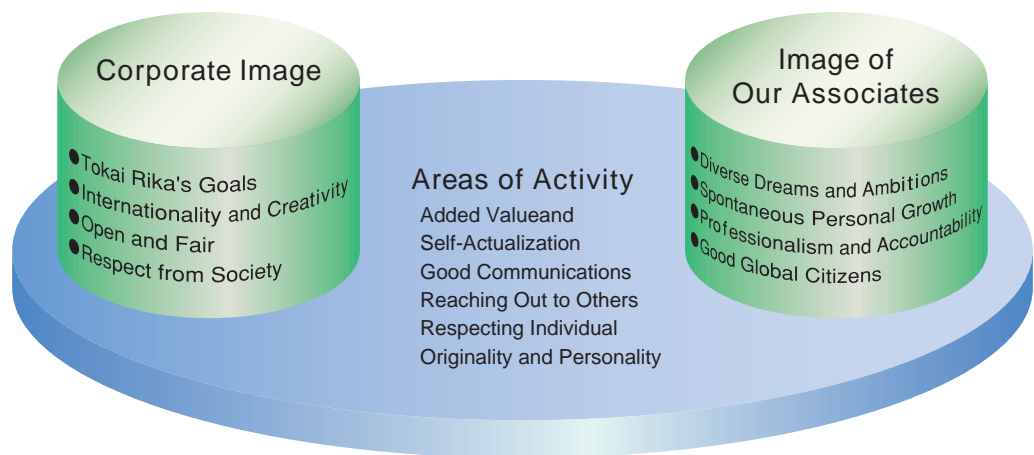 Corporate Image
●Tokai Rika's Goals
●Internationality and Creativity
●Open and Fair
●Respect from Society
Areas of Activity
Added Valueand
Self-Actualization
Good Communications
Reaching Out to Others
Respecting Individual
Originality and Personality
Image of
Our Associates
●Diverse Dreams and Ambitions
●Spontaneous Personal Growth
●Professionalism and Accountability
●Good Global Citizens